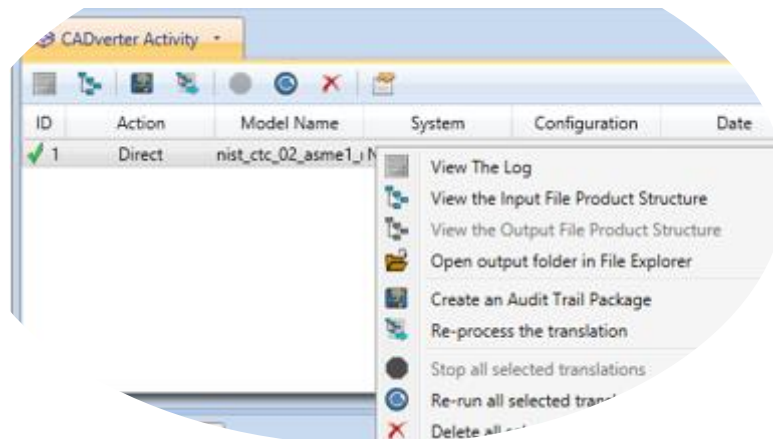 CADverter Activity
ID Action Model Name System Configuration Date
1 Direct nist_ctc_02_asme1_
View The Log
View the Input File Product Structure
View the Output File Product Structure
Open output folder in File Explorer
Create an Audit Trail Package
Re-process the translation
Stop all selected translations
Re-run all selected
Delete all